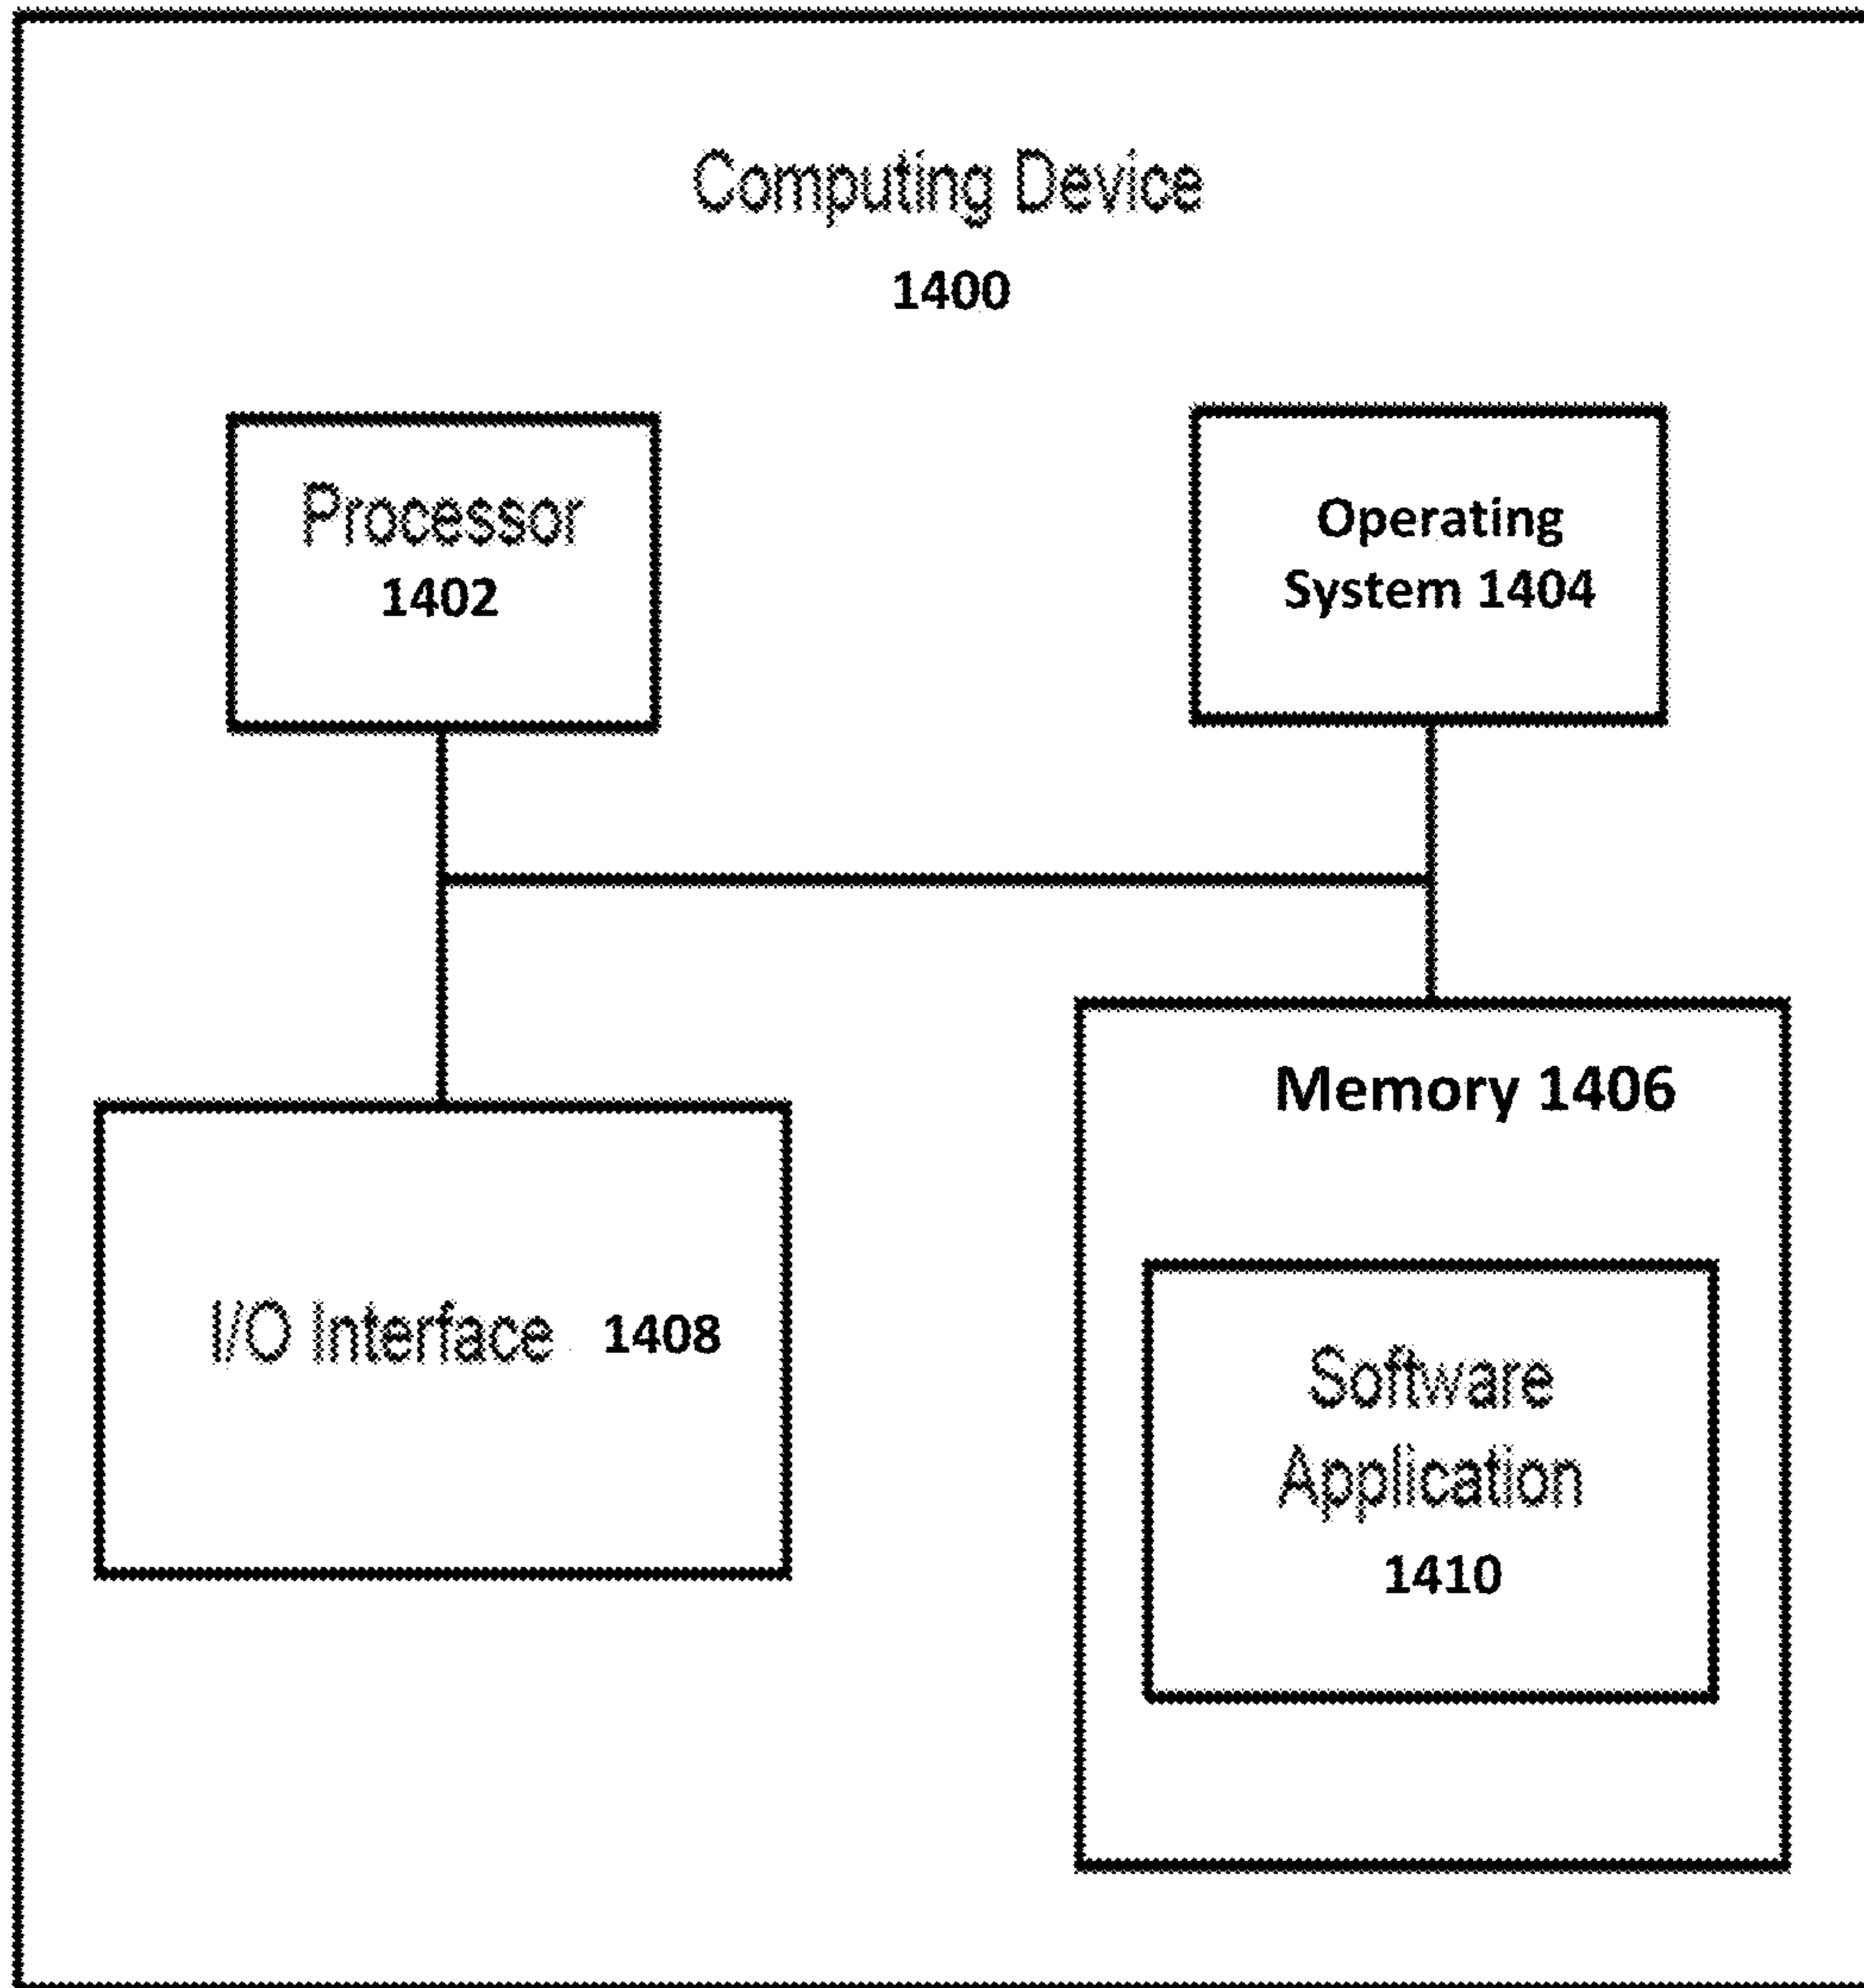 Computing Device
1400
Processor
1402
Operating
System 1404
Memory 1406
I/O Interface 1408
Software
Application
1410